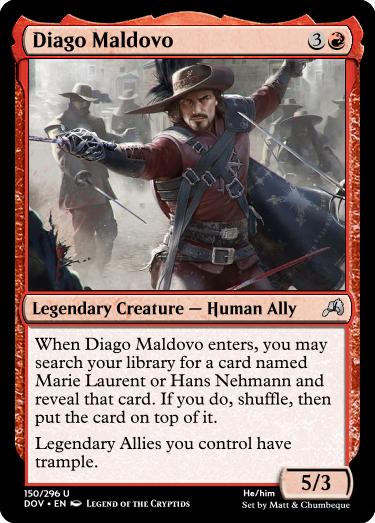 Diago Maldovo 3
Legendary Creature — Human Ally
When Diago Maldovo enters, you may
search your library for a card named
Marie Laurent or Hans Nehmann and
reveal that card. If you do, shuffle, then
put the card on top of it.
Legendary Allies you control have
trample.
5/3
150/296 U He/him
DOV • EN LEGEND OF THE CRYPTIDS Set by Matt & Chumbeque